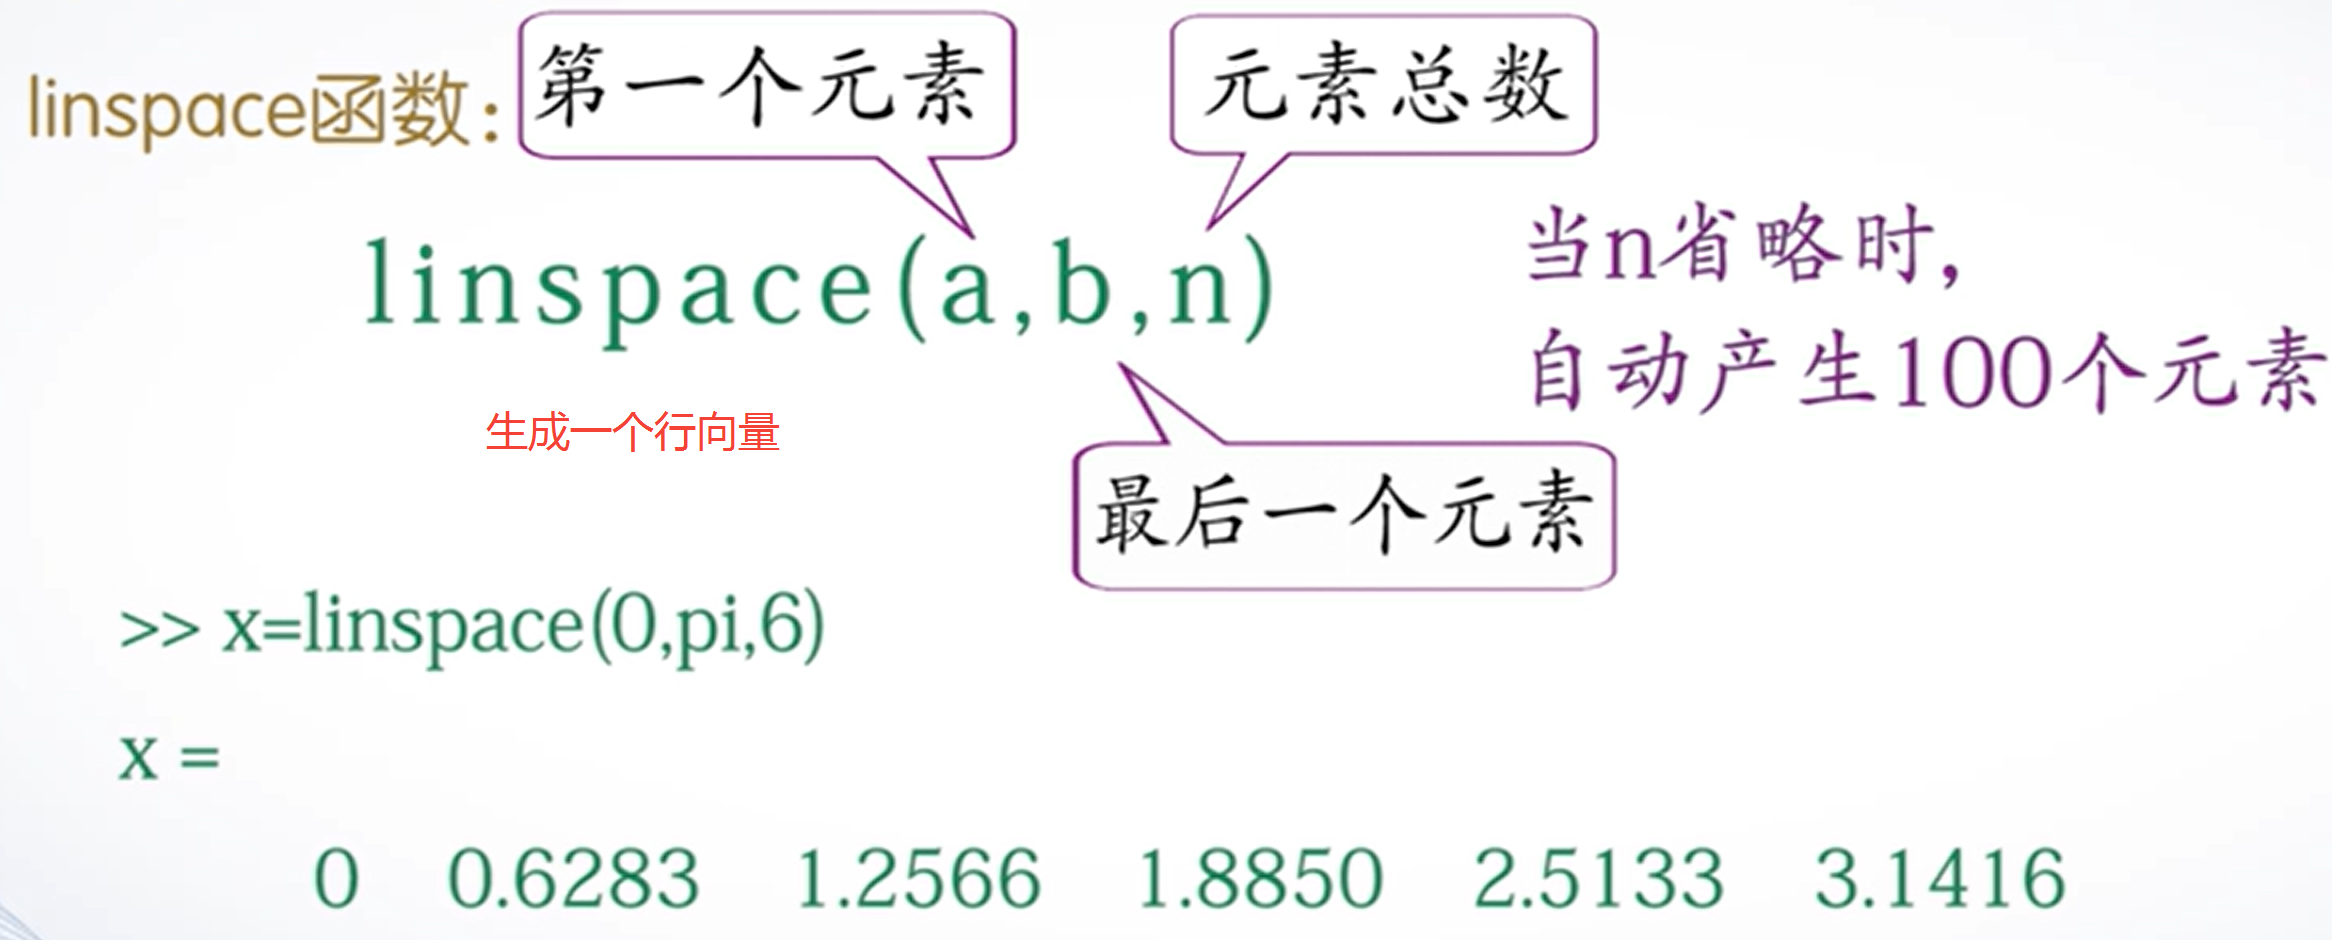 linspace函数：
第一个元素
元素总数
linspace(a,b,n)
当n省略时,
自动产生100个元素
生成一个行向量
最后一个元素
>> x=linspace(0,pi,6)
x =
0 0.6283 1.2566 1.8850 2.5133 3.1416